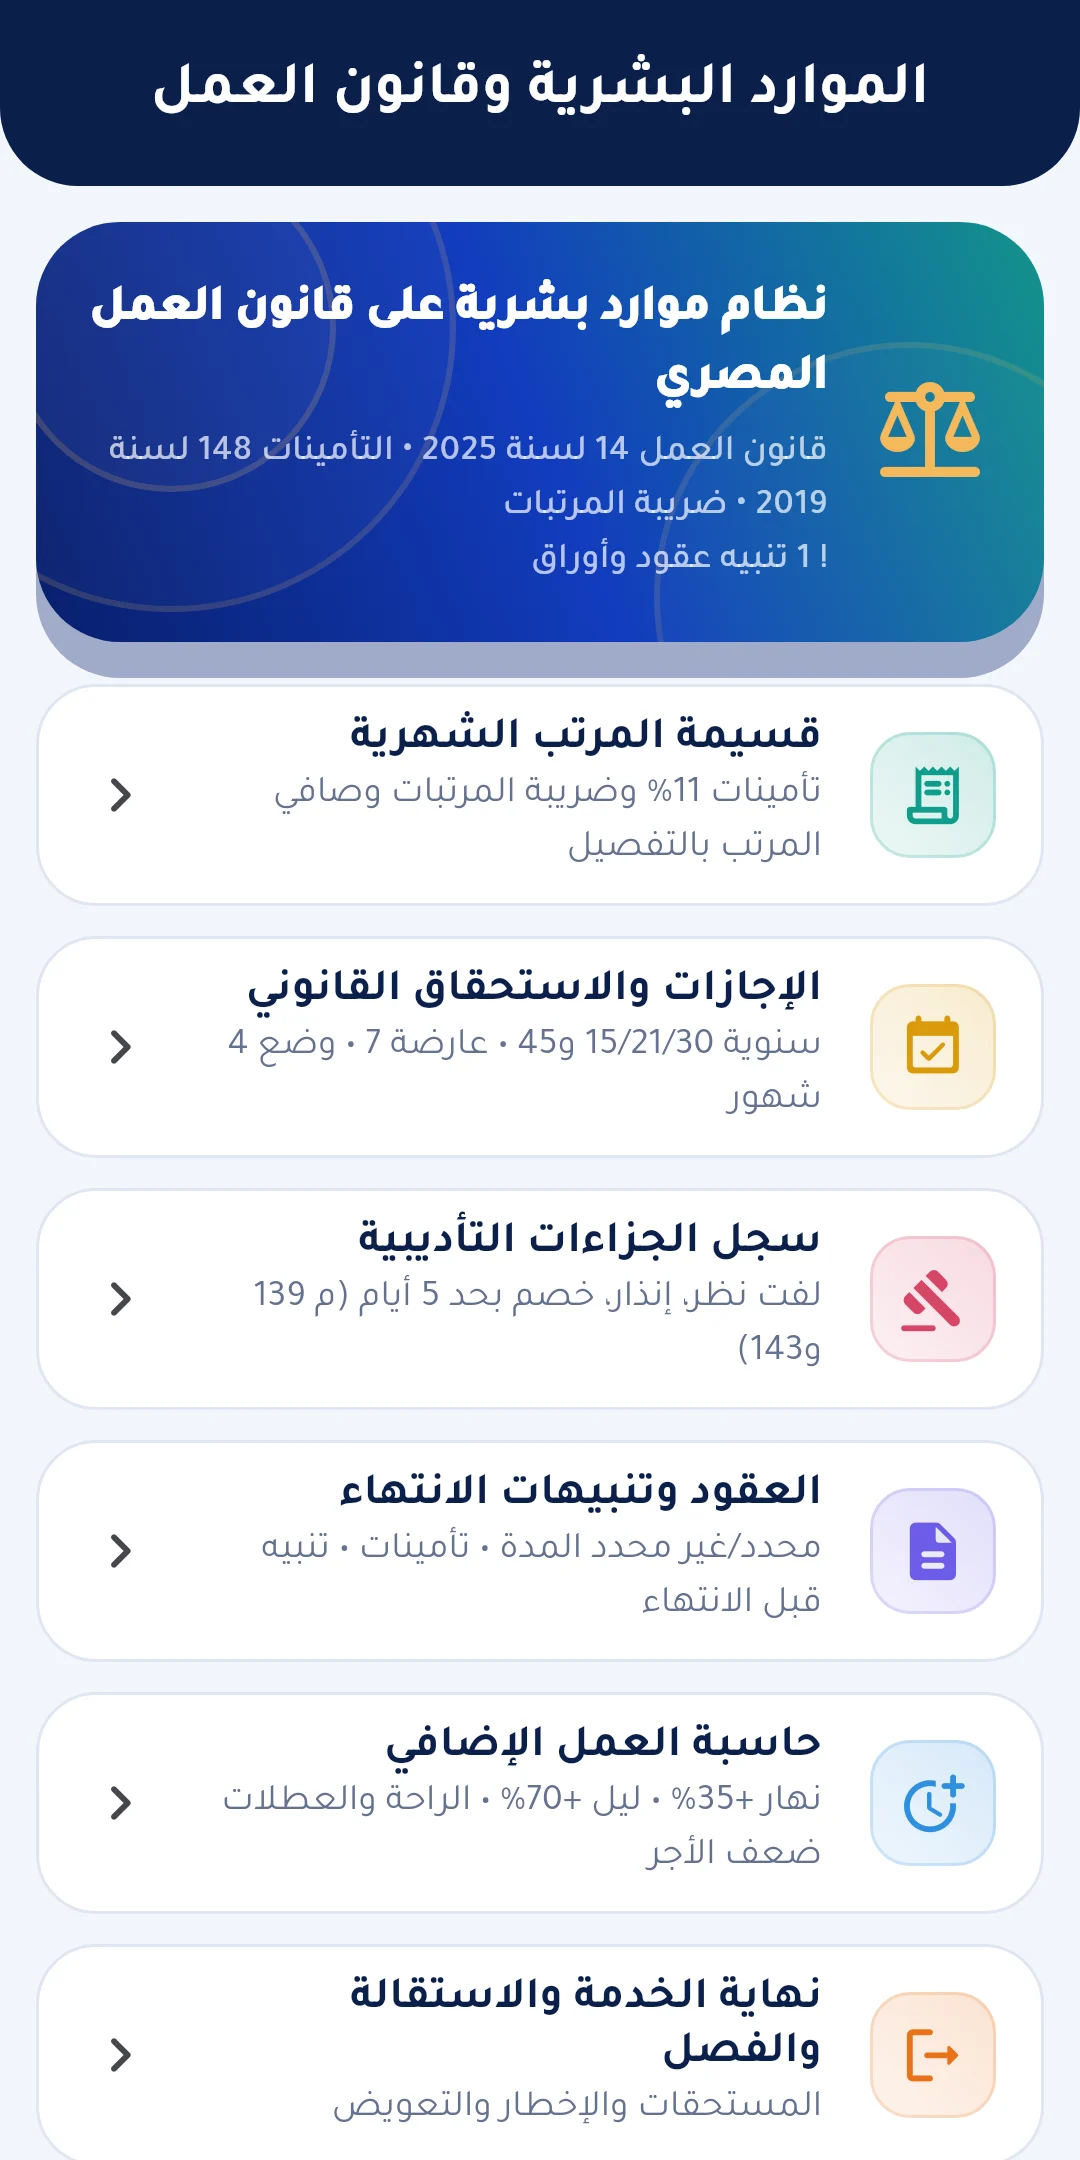 الموارد البشرية وقانون العمل
نظام موارد بشرية على قانون العمل
المصري
قانون العمل 14 لسنة 2025 • التأمينات 148 لسنة
2019 • ضريبة المرتبات
! 1 تنبيه عقود وأوراق
قسيمة المرتب الشهرية
تأمينات 11% وضريبة المرتبات وصافي
المرتب بالتفصيل
الإجازات والاستحقاق القانوني
سنوية 15/21/30 و45 • عارضة 7 • وضع 4
شهور
سجل الجزاءات التأديبية
لفت نظر، إنذار، خصم بحد 5 أيام (م 139
و143)
العقود وتنبيهات الانتهاء
محدد/غير محدد المدة • تأمينات • تنبيه
قبل الانتهاء
حاسبة العمل الإضافي
نهار +35% • ليل +70% • الراحة والعطلات
ضعف الأجر
نهاية الخدمة والاستقالة
والفصل
المستحقات والإخطار والتعويض